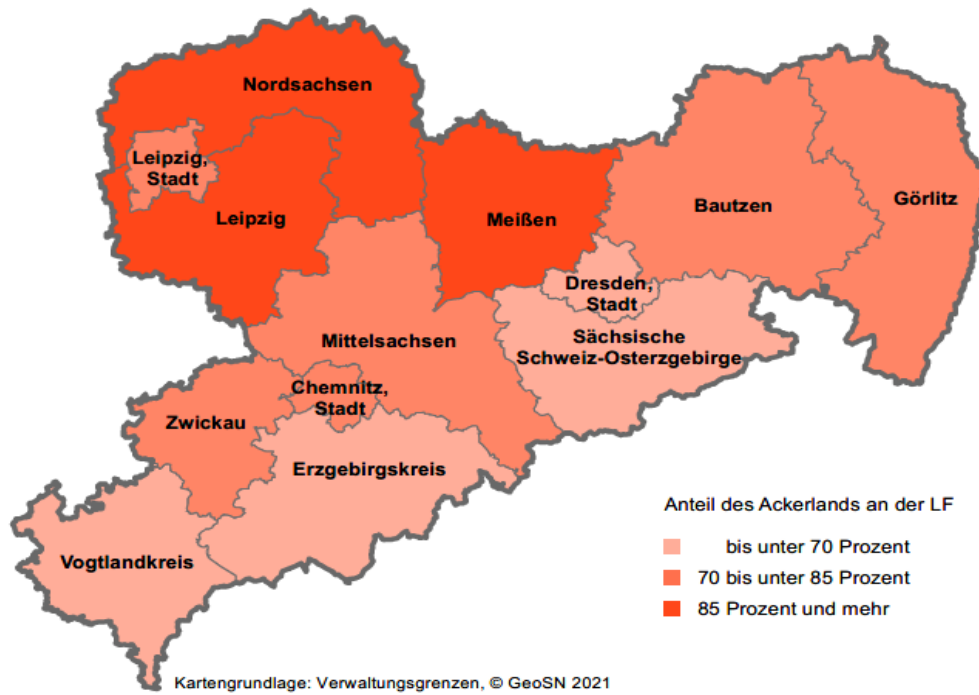 Nordsachsen
Leipzig,
Stadt
Leipzig
Meißen
Bautzen
Görlitz
Dresden,
Stadt
Sächsische
Schweiz-Osterzgebirge
Mittelsachsen
Chemnitz,
Stadt
Zwickau
Erzgebirgskreis
Vogtlandkreis
Anteil des Ackerlands an der LF
bis unter 70 Prozent
70 bis unter 85 Prozent
85 Prozent und mehr
Kartengrundlage: Verwaltungsgrenzen, © GeoSN 2021